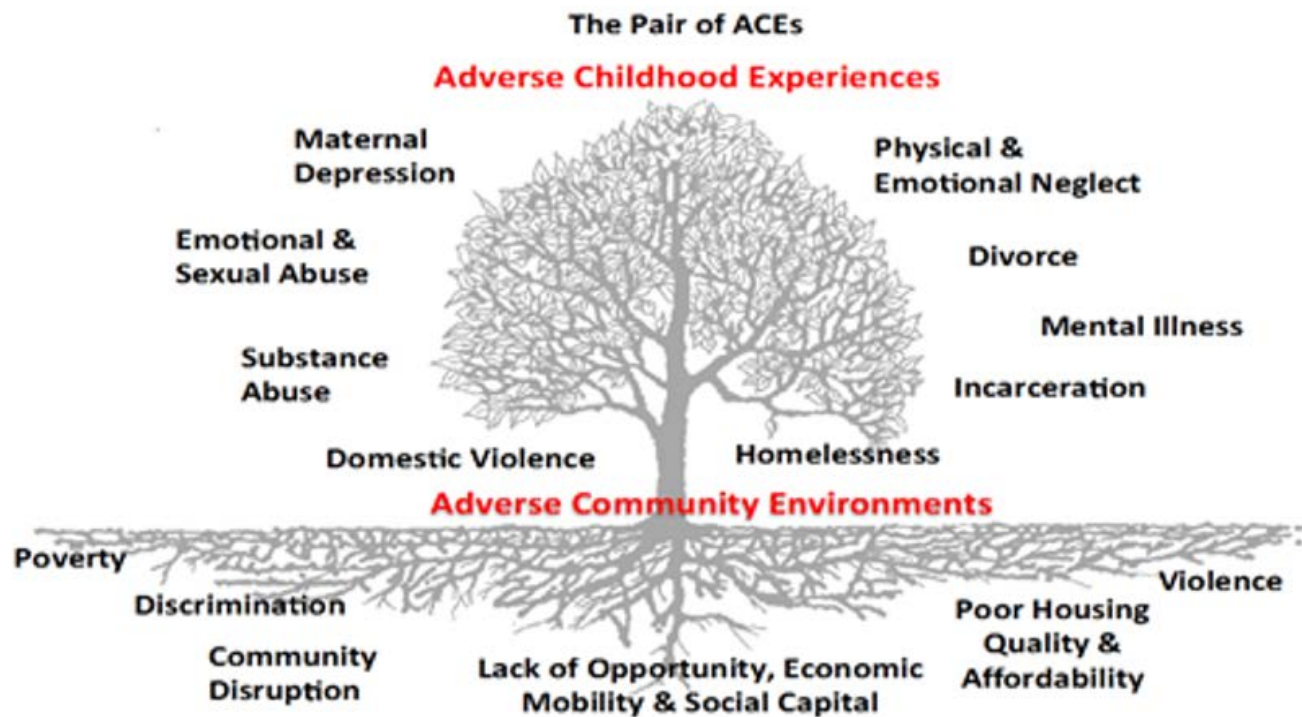 The Pair of ACEs
Adverse Childhood Experiences
Maternal
Depression
Physical &
Emotional Neglect
Emotional &
Sexual Abuse
Divorce
Mental Illness
Substance
Abuse
Incarceration
Domestic Violence
Homelessness
Adverse Community Environments
Poverty
Violence
Discrimination
Poor Housing
Quality &
Affordability
Community
Disruption
Lack of Opportunity, Economic
Mobility & Social Capital